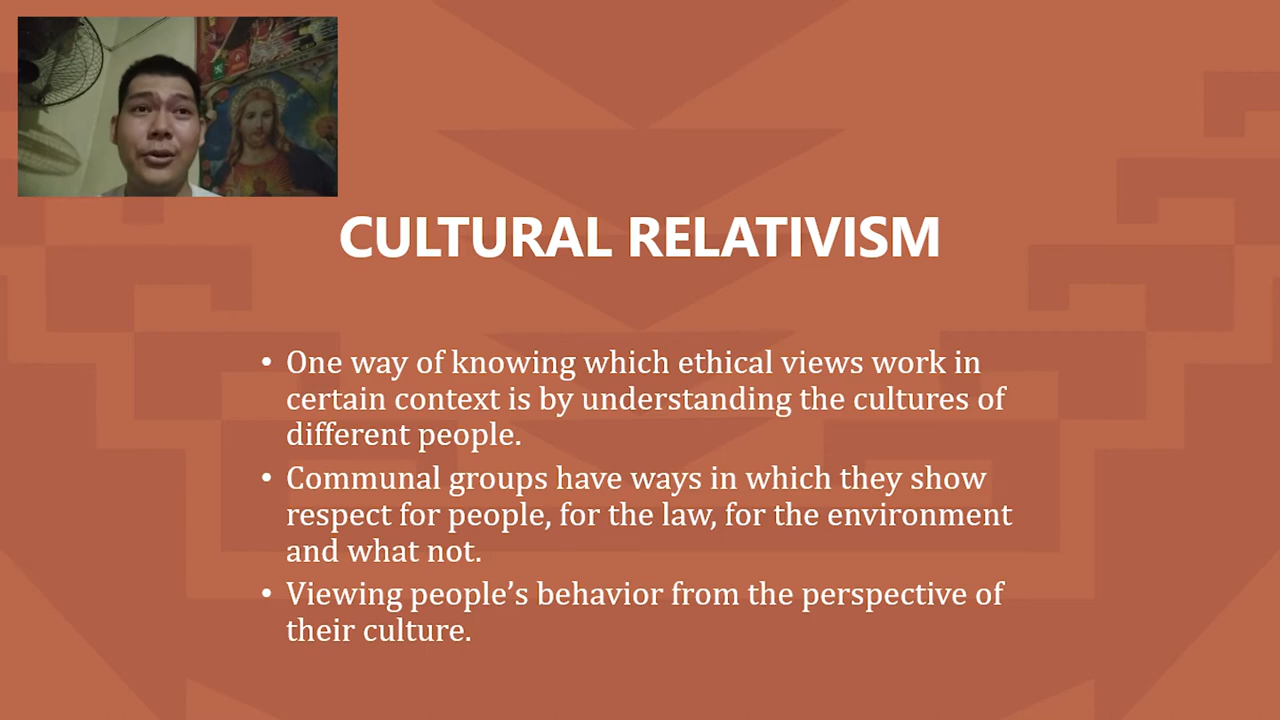 CULTURAL RELATIVISM
• One way of knowing which ethical views work in
certain context is by understanding the cultures of
different people.
• Communal groups have ways in which they show
respect for people, for the law, for the environment
and what not.
• Viewing people’s behavior from the perspective of
their culture.